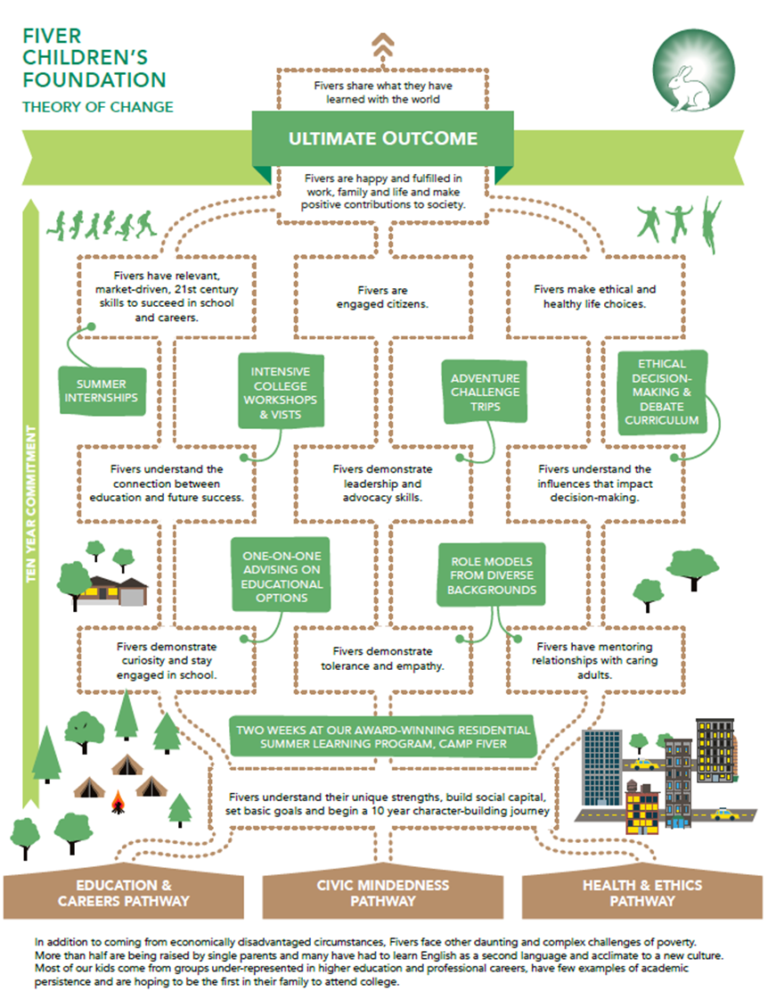 FIVER
CHILDREN'S
FOUNDATION
THEORY OF CHANGE
Fivers share what they have
learned with the world
ULTIMATE OUTCOME
Fivers are happy and fulfilled in
work, family and life and make
positive contributions to society.
Fivers have relevant,
market-driven, 21st century
skills to succeed in school
and careers.
Fivers are
engaged citizens.
Fivers make ethical and
healthy life choices.
SUMMER
INTERNSHIPS
INTENSIVE
COLLEGE
WORKSHOPS
& VISTS
ADVENTURE
CHALLENGE
TRIPS
ETHICAL
DECISION-
MAKING &
DEBATE
CURRICULUM
TEN YEAR COMMITMENT
Fivers understand the
connection between
education and future success.
Fivers demonstrate
leadership and
advocacy skills.
Fivers understand the
influences that impact
decision-making.
ONE-ON-ONE
ADVISING ON
EDUCATIONAL
OPTIONS
ROLE MODELS
FROM DIVERSE
BACKGROUNDS
Fivers demonstrate
curiosity and stay
engaged in school.
Fivers demonstrate
tolerance and empathy.
Fivers have mentoring
relationships with caring
adults.
TWO WEEKS AT OUR AWARD-WINNING RESIDENTIAL
SUMMER LEARNING PROGRAM, CAMP FIVER
Fivers understand their unique strengths, build social capital,
set basic goals and begin a 10 year character-building journey
EDUCATION &
CAREERS PATHWAY
CIVIC MINDEDNESS
PATHWAY
HEALTH & ETHICS
PATHWAY
In addition to coming from economically disadvantaged circumstances, Fivers face other daunting and complex challenges of poverty.
More than half are being raised by single parents and many have had to learn English as a second language and acclimate to a new culture.
Most of our kids come from groups under-represented in higher education and professional careers, have few examples of academic
persistence and are hoping to be the first in their family to attend college.